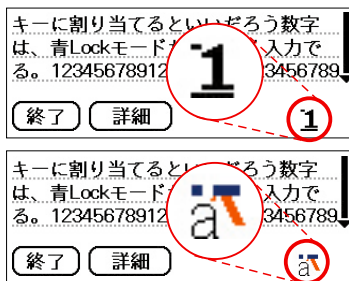 キーに割り当てるといいだろう数字
は、青Lockモード 入力で
る。12345678912 3456789
1
終了 詳細 1
キーに割り当てると だろう数字
は、青Lockモード 入力で
る。12345678912 3456789
a
終了 詳細 a